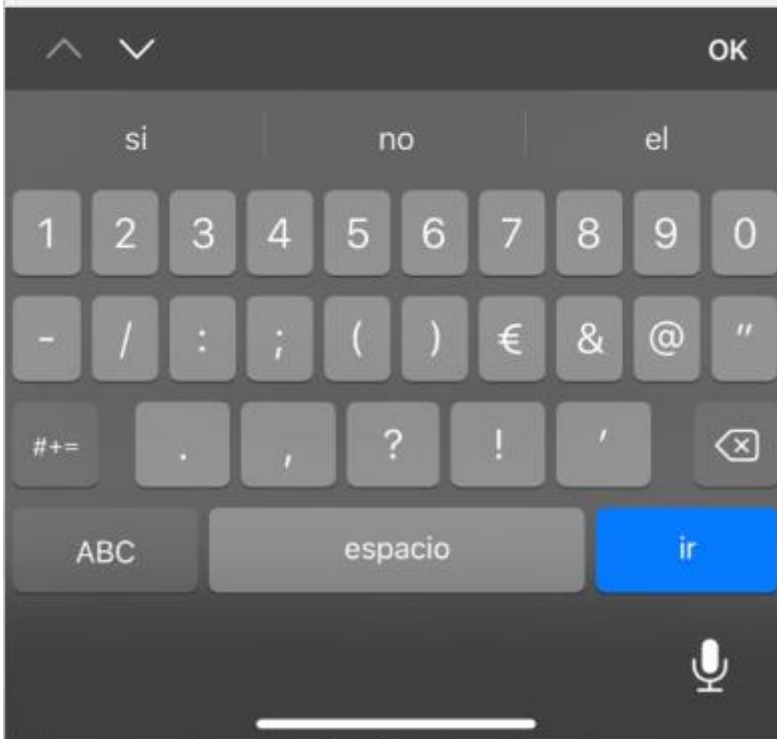 OK
si no el
1 2 3 4 5 6 7 8 9 0
- / : ; ( ) € & @ "
#+= . , ? ! '
ABC espacio ir